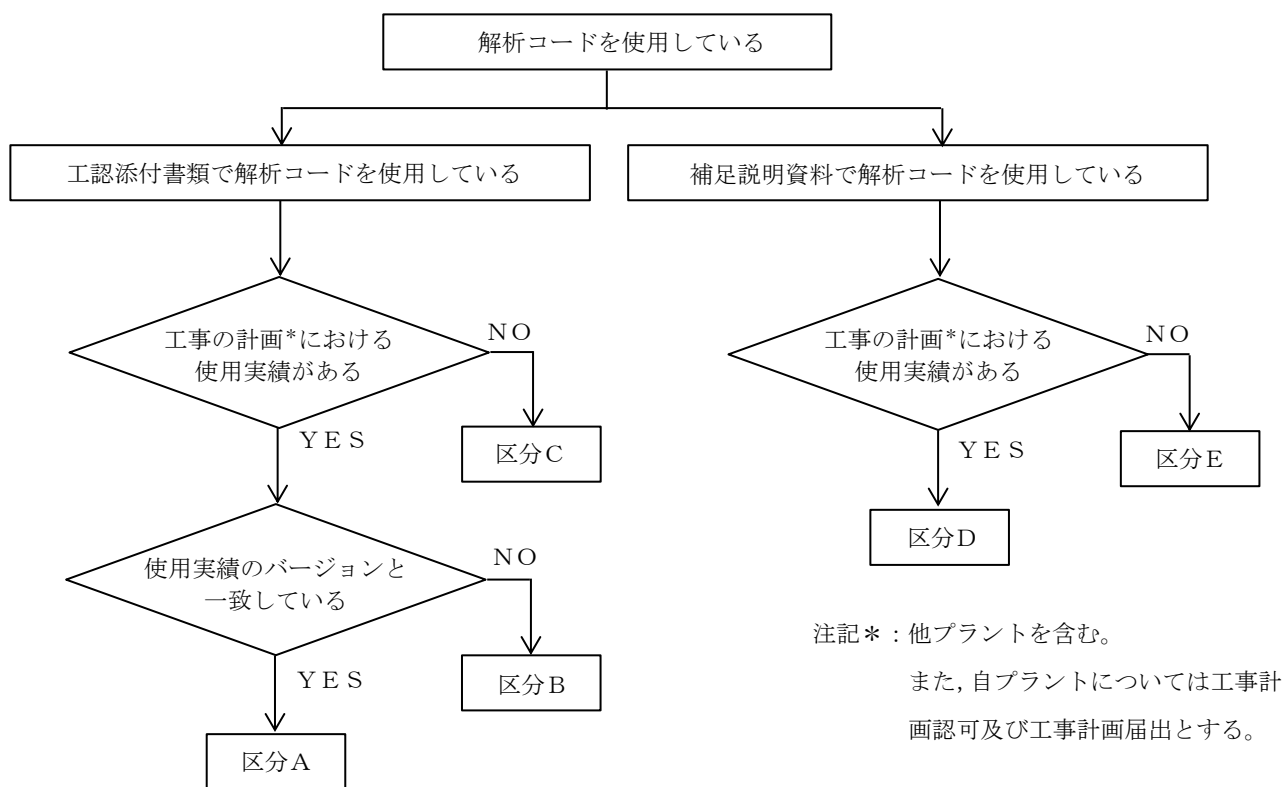 解析コードを使用している
工認添付書類で解析コードを使用している
補足説明資料で解析コードを使用している
工事の計画*における
使用実績がある
NO
YES
区分C
使用実績のバージョンと
一致している
NO
YES
区分B
区分A
工事の計画*における
使用実績がある
NO
YES
区分E
区分D
注記*:他プラントを含む。
また,自プラントについては工事計
画認可及び工事計画届出とする。